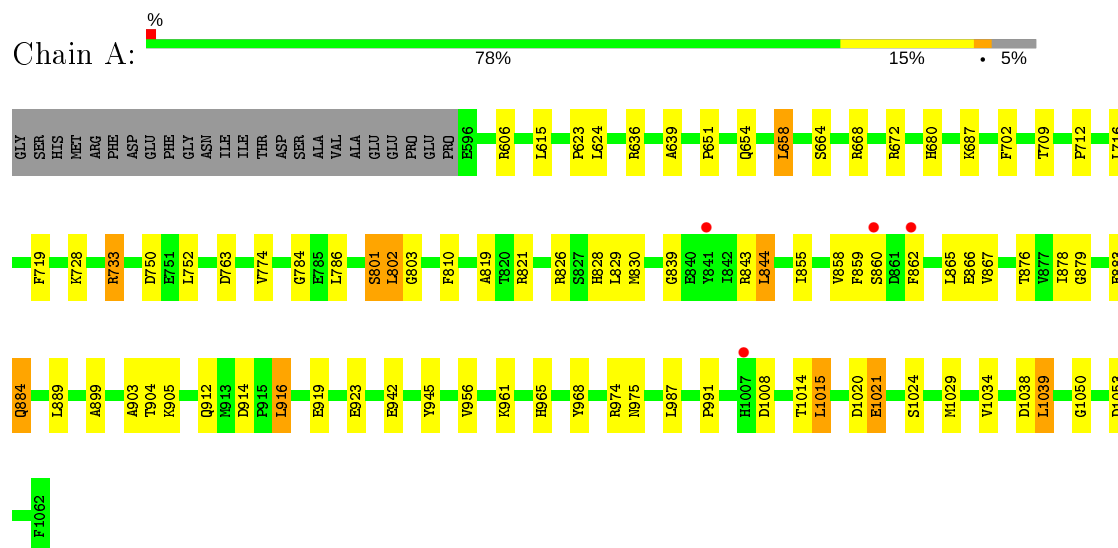 %
Chain A:
78% 15% • 5%
GLY SER HIS MET ARG PHE ASP GLU PHE GLY ASN ILE ILE THR ASP SER ALA VAL ALA GLU GLU PRO GLU PRO E596 R606 L615 P623 L624 R636 A639 P651 Q654 L658 S664 R668 R672 H680 K687 F702 T709 P712
F719 K728 R733 D750 E751 L752 D763 V774 G784 E785 L786 S801 L802 G803 F810 A819 T820 R821 R826 S827 H828 L829 M830 G839 E840 Y841 I842 R843 L844 I855 V858 F859 S860 D861 F862 L865 E866 V867 T876 V877 I878 G879
Q884 L889 A899 A903 T904 K905 Q912 M913 D914 P915 L916 E919 E923 E942 Y945 V956 K961 H965 Y968 R974 N975 L987 P991 H1007 D1008 T1014 L1015 D1020 E1021 S1024 M1029 V1034 D1038 L1039 G1050
F1062